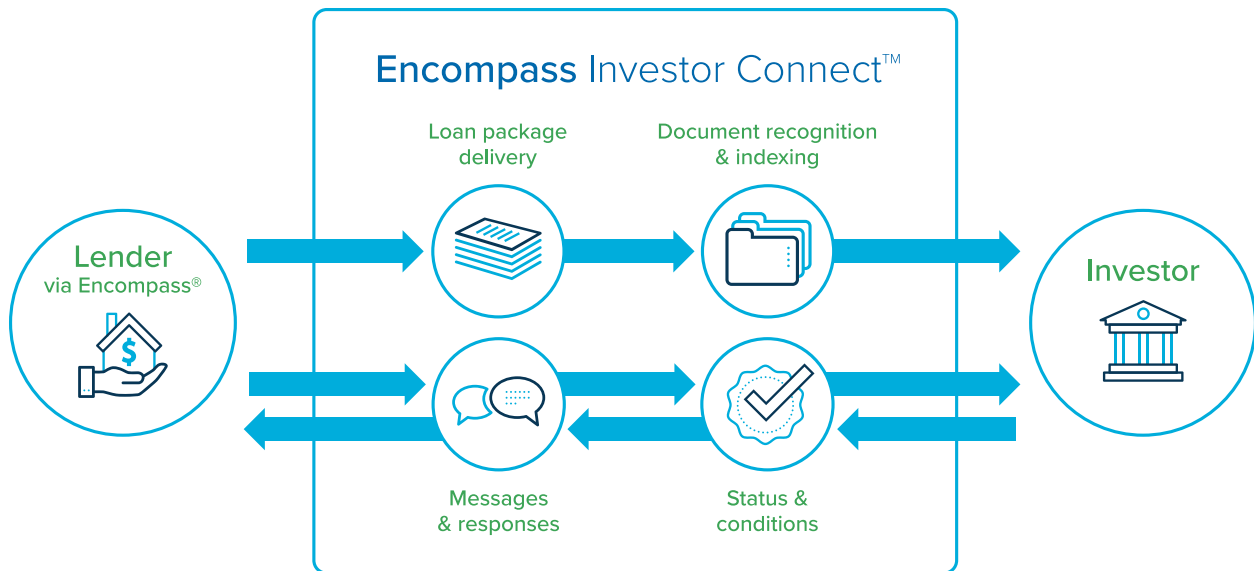 Encompass Investor Connect™
Loan package
delivery
Document recognition
& indexing
Lender
via Encompass®
$
Investor
Messages
& responses
Status &
conditions